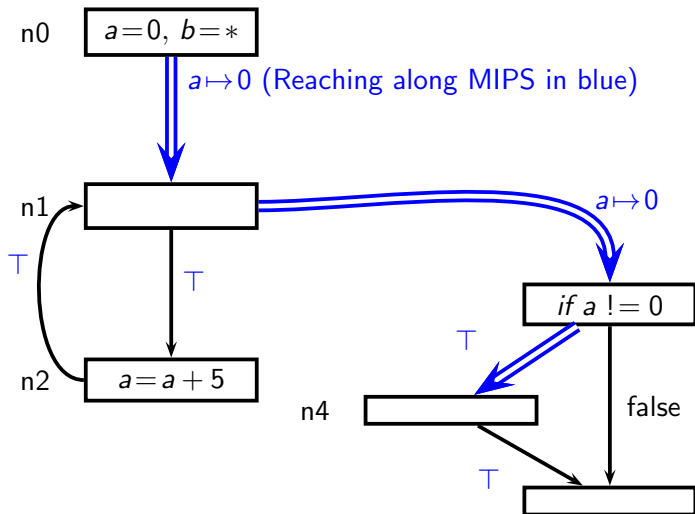 n0
a=0, b=*
a↦0 (Reaching along MIPS in blue)
n1
a↦0
⊤
⊤
if a != 0
⊤
n2
a=a+5
n4
false
⊤